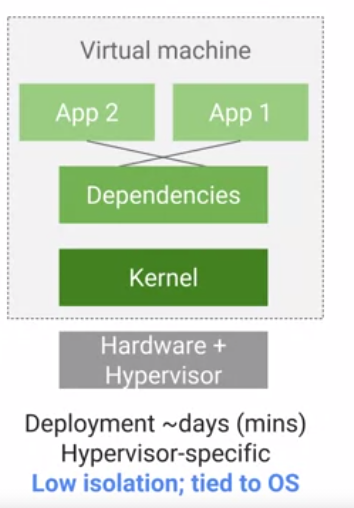 Virtual machine
App 2
App 1
Dependencies
Kernel
Hardware +
Hypervisor
Deployment ~days (mins)
Hypervisor-specific
Low isolation; tied to OS